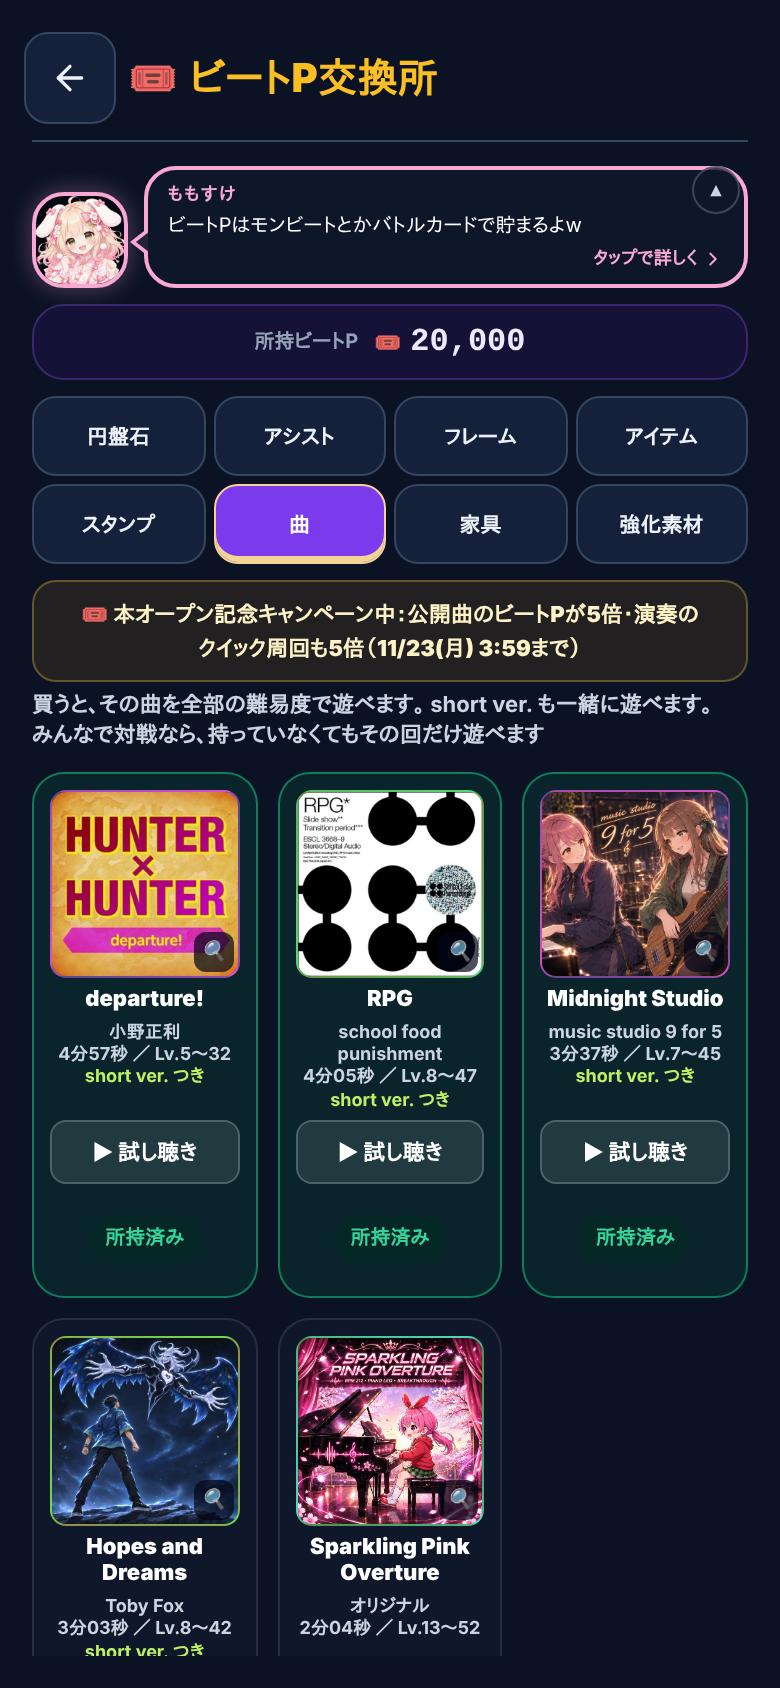 ビートP交換所
ももすけ
ビートPはモンビートとかバトルカードで貯まるよw
タップで詳しく >
所持ビートP 20,000
円盤石 アシスト フレーム アイテム
スタンプ 曲 家具 強化素材
本オープン記念キャンペーン中：公開曲のビートPが5倍・演奏の
クイック周回も5倍（11/23(月) 3:59まで）
買うと、その曲を全部の難易度で遊べます。short ver. も一緒に遊べます。
みんなで対戦なら、持っていなくてもその回だけ遊べます
HUNTER
×
HUNTER
departure!
departure!
小野正利
4分57秒 ／ Lv.5〜32
short ver. つき
▶ 試し聴き
所持済み
RPG*
Slide show**
Transition period***
ESCL 3668-9
Stereo/Digital Audio
RPG
school food
punishment
4分05秒 ／ Lv.8〜47
short ver. つき
▶ 試し聴き
所持済み
music studio
9 for 5
Midnight Studio
music studio 9 for 5
3分37秒 ／ Lv.7〜45
short ver. つき
▶ 試し聴き
所持済み
Hopes and
Dreams
Toby Fox
3分03秒 ／ Lv.8〜42
short ver. つき
SPARKLING
PINK OVERTURE
BPM 212 • PIANO LEG • BREAKTHROUGH
Sparkling Pink
Overture
オリジナル
2分04秒 ／ Lv.13〜52